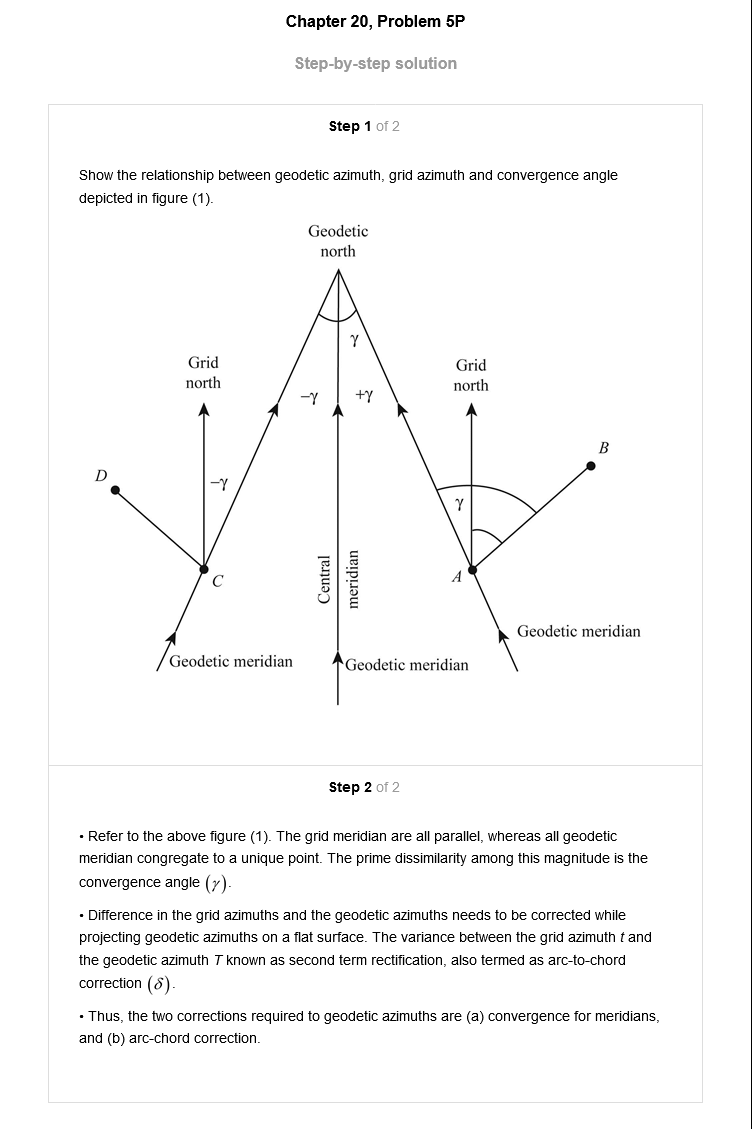 Chapter 20, Problem 5P
Step-by-step solution
Step 1 of 2
Show the relationship between geodetic azimuth, grid azimuth and convergence angle
depicted in figure (1).
Geodetic
north
γ
Grid
north
Grid
north
−γ
+γ
B
D
−γ
γ
Central
meridian
C
A
Geodetic meridian
Geodetic meridian
Geodetic meridian
Step 2 of 2
• Refer to the above figure (1). The grid meridian are all parallel, whereas all geodetic
meridian congregate to a unique point. The prime dissimilarity among this magnitude is the
convergence angle (γ).
• Difference in the grid azimuths and the geodetic azimuths needs to be corrected while
projecting geodetic azimuths on a flat surface. The variance between the grid azimuth t and
the geodetic azimuth T known as second term rectification, also termed as arc-to-chord
correction (δ).
• Thus, the two corrections required to geodetic azimuths are (a) convergence for meridians,
and (b) arc-chord correction.